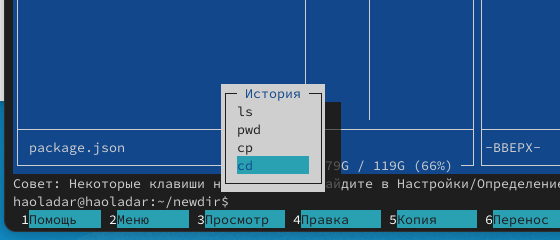 История
ls
pwd
cp
cd
package.json
-ВВЕРХ-
79G / 119G (66%)
Совет: Некоторые клавиши н айдите в Настройки/Определение
haoladar@haoladar:~/newdir$
1Помощь 2Меню 3Просмотр 4Правка 5Копия 6Перенос